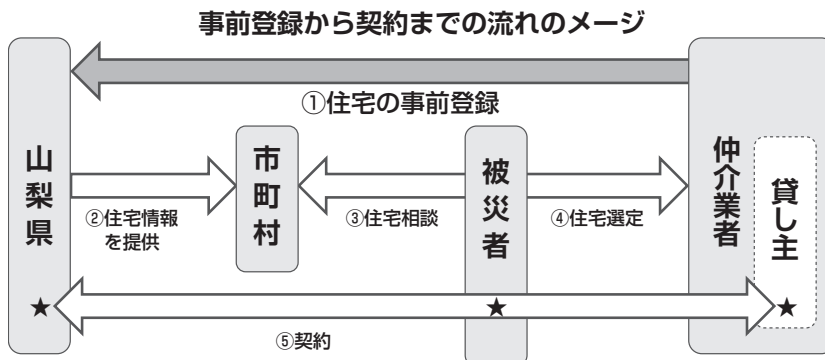 事前登録から契約までの流れのメージ
①住宅の事前登録
山梨県
市町村
被災者
仲介業者
貸し主
②住宅情報
を提供
③住宅相談
④住宅選定
★
★
★
⑤契約